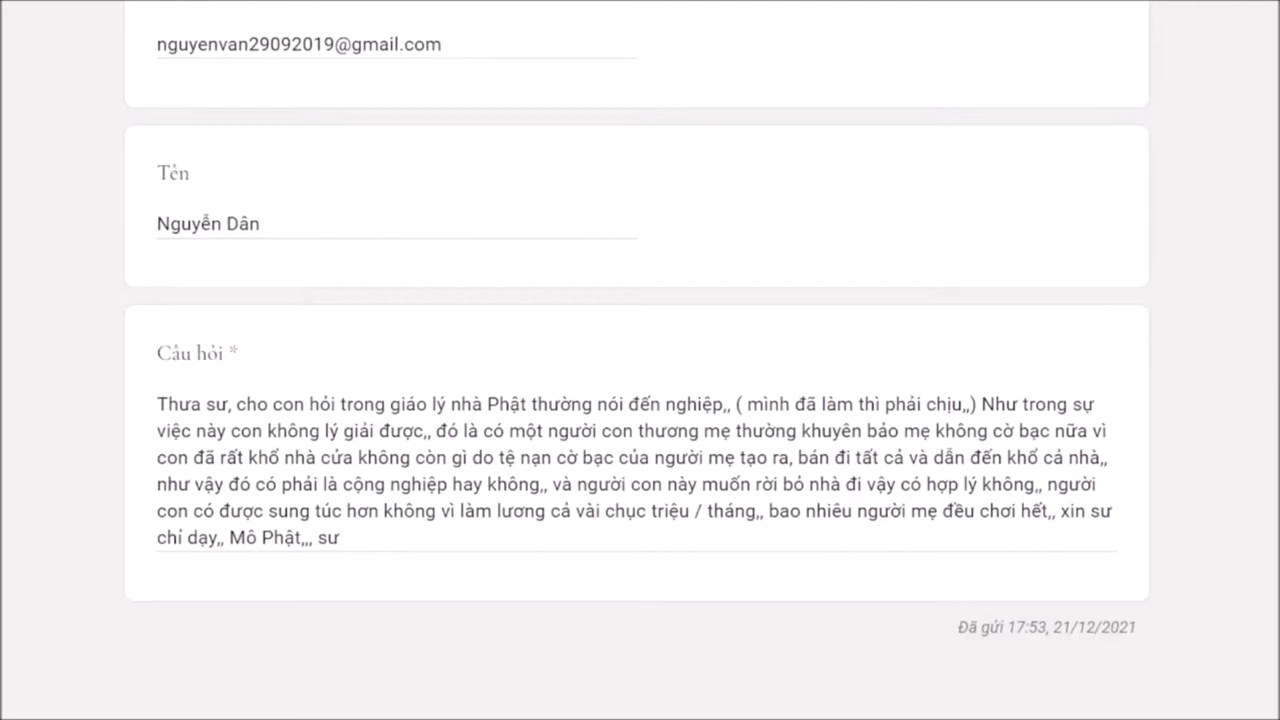 nguyenvan29092019@gmail.com
Tên
Nguyễn Dân
Câu hỏi *
Thưa sư, cho con hỏi trong giáo lý nhà Phật thường nói đến nghiệp,, ( mình đã làm thì phải chịu,,) Như trong sự
việc này con không lý giải được,, đó là có một người con thương mẹ thường khuyên bảo mẹ không cờ bạc nữa vì
con đã rất khổ nhà cửa không còn gì do tệ nạn cờ bạc của người mẹ tạo ra, bán đi tất cả và dẫn đến khổ cả nhà,,
như vậy đó có phải là cộng nghiệp hay không,, và người con này muốn rời bỏ nhà đi vậy có hợp lý không,, người
con có được sung túc hơn không vì làm lương cả vài chục triệu / tháng,, bao nhiêu người mẹ đều chơi hết,, xin sư
chỉ dạy,, Mô Phật,,, sư
Đã gửi 17:53, 21/12/2021